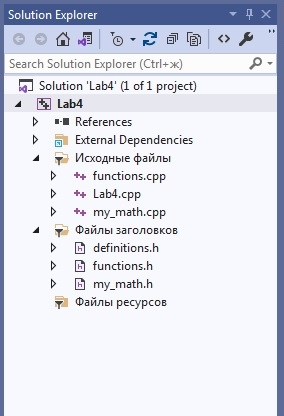 Solution Explorer
Search Solution Explorer (Ctrl+ж)
Solution 'Lab4' (1 of 1 project)
Lab4
References
External Dependencies
Исходные файлы
functions.cpp
Lab4.cpp
my_math.cpp
Файлы заголовков
definitions.h
functions.h
my_math.h
Файлы ресурсов